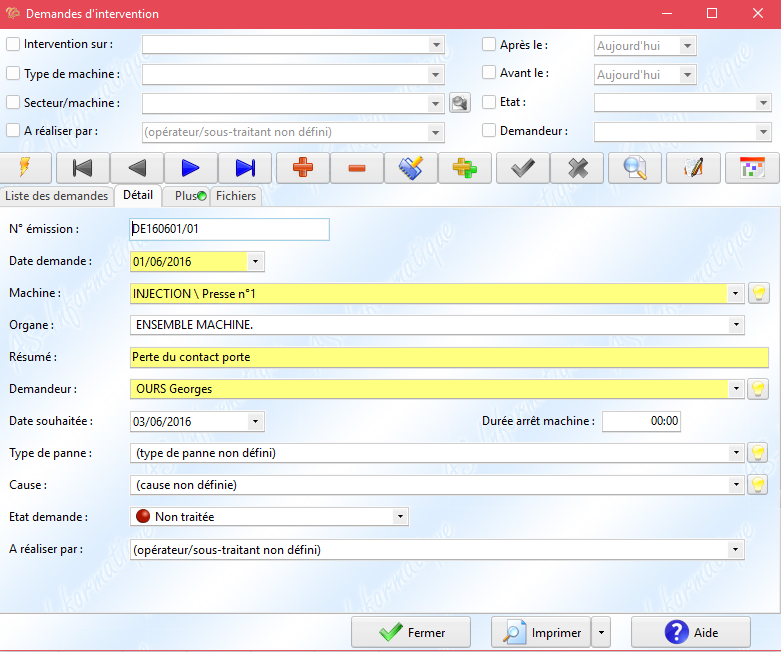 Demandes d'intervention
Intervention sur :
Après le :
Aujourd'hui
Type de machine :
Avant le :
Aujourd'hui
Secteur/machine :
Etat :
A réaliser par :
(opérateur/sous-traitant non défini)
Demandeur :
Liste des demandes
Détail
Plus
Fichiers
N° émission :
DE160601/01
Date demande :
01/06/2016
Machine :
INJECTION \ Presse n°1
Organe :
ENSEMBLE MACHINE.
Résumé :
Perte du contact porte
Demandeur :
OURS Georges
Date souhaitée :
03/06/2016
Durée arrêt machine :
00:00
Type de panne :
(type de panne non défini)
Cause :
(cause non définie)
Etat demande :
Non traitée
A réaliser par :
(opérateur/sous-traitant non défini)
Fermer
Imprimer
Aide